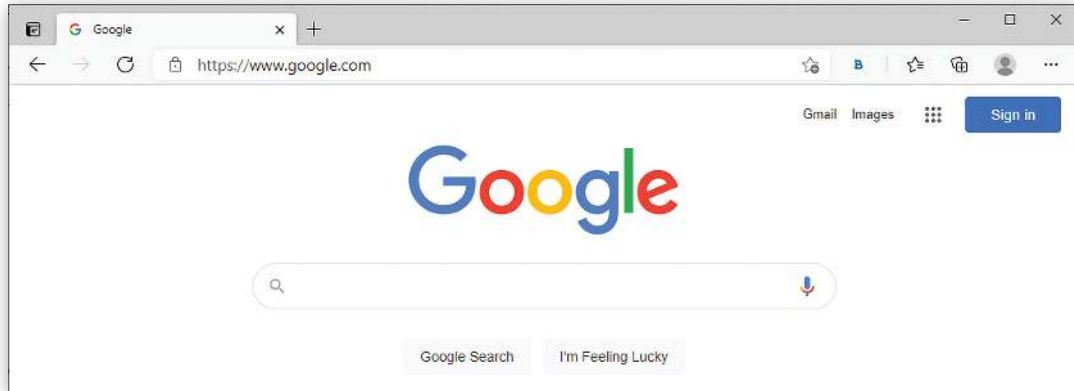 Google
https://www.google.com
B
Gmail Images Sign in
Google
Google Search I'm Feeling Lucky